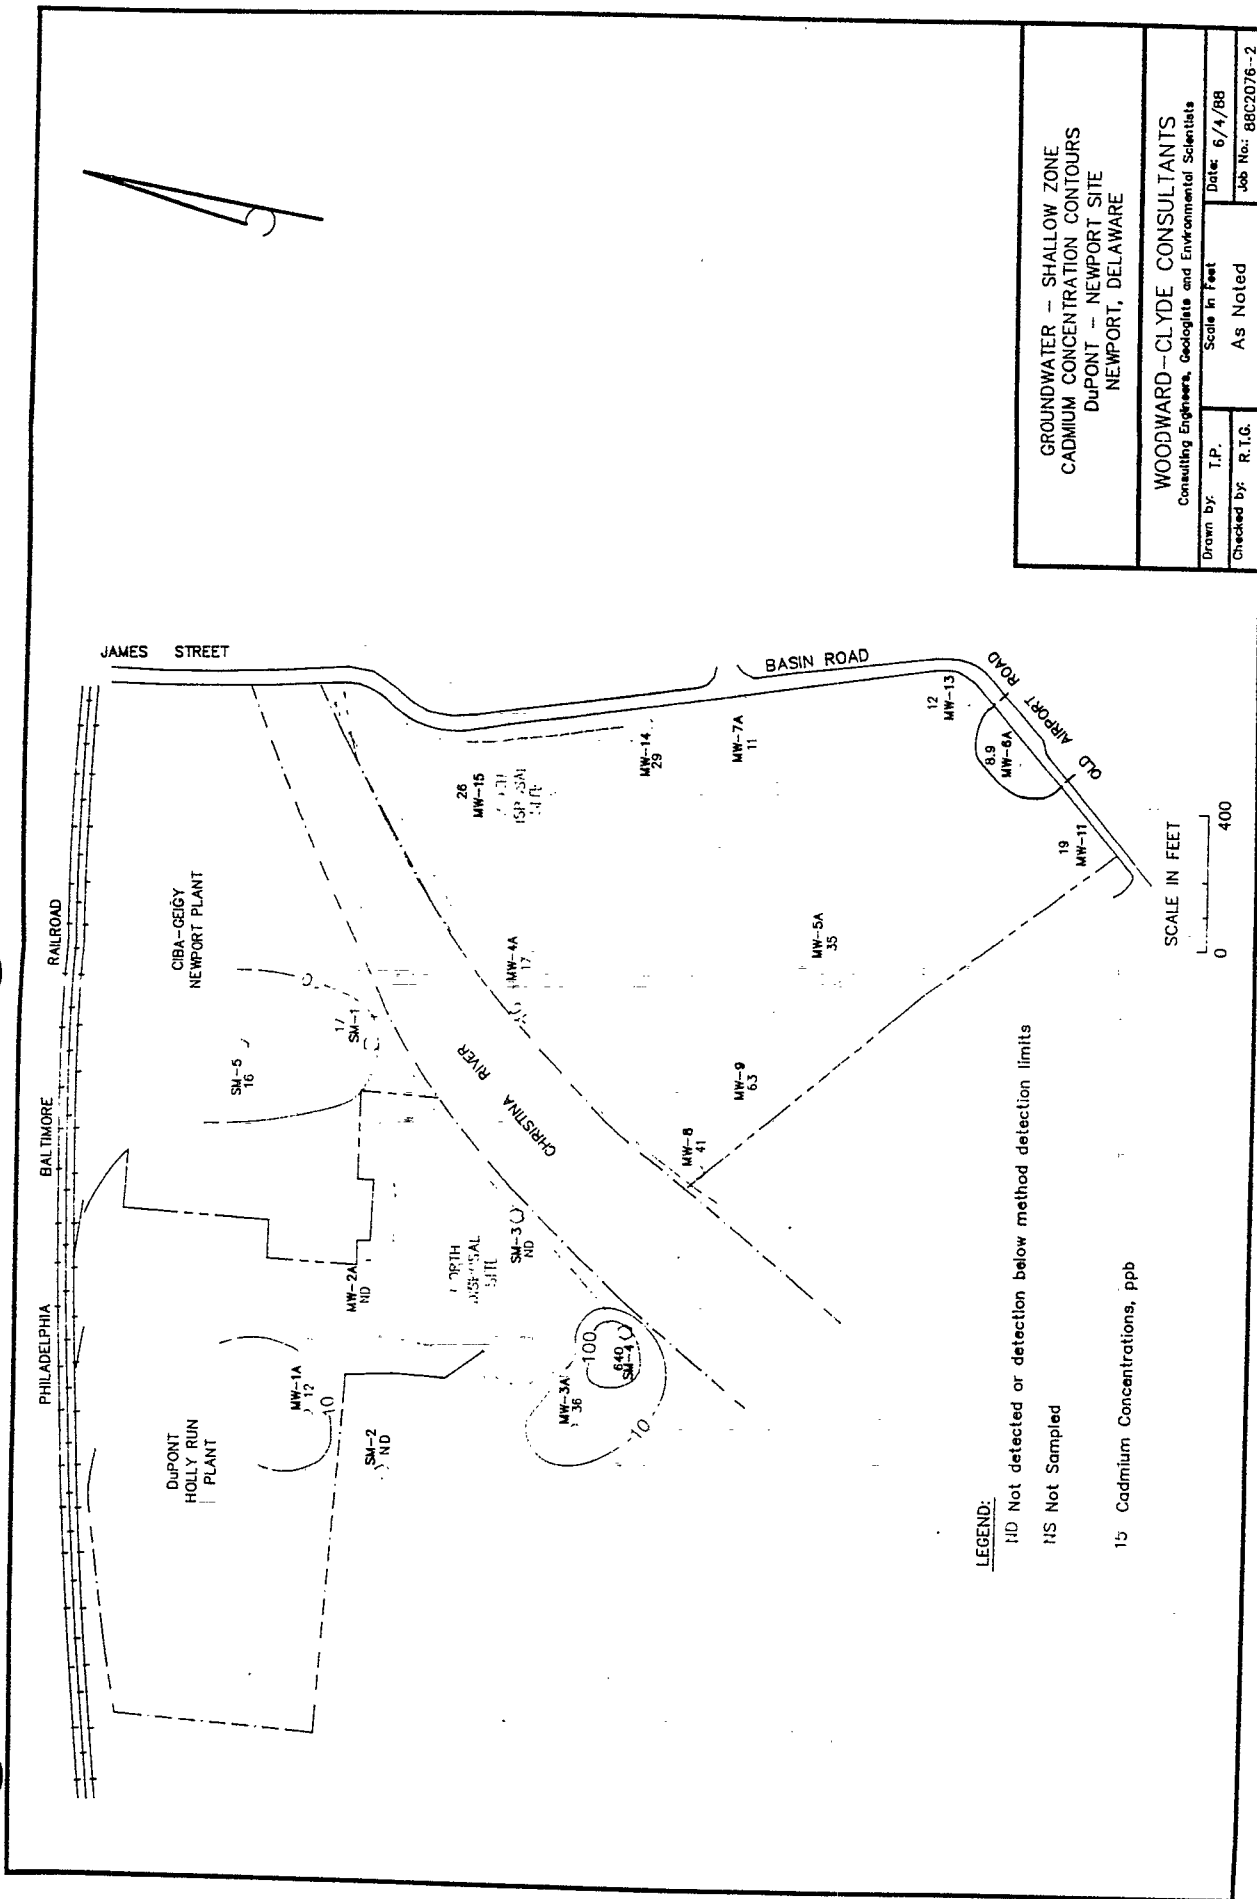 PHILADELPHIA
BALTIMORE
RAILROAD
JAMES STREET
DuPONT
HOLLY RUN
PLANT
CIBA-GEIGY
NEWPORT PLANT
MW-1A
12
10
SM-2
ND
MW-2A
ND
SM-5
16
17
SM-1
DISPOSAL
SITE
SM-3
ND
MW-3A
36
100
640
SM-4
10
CHRISTINA
RIVER
MW-4A
17
26
MW-15
MW-14
29
MW-7A
11
BASIN ROAD
12
MW-13
8.9
MW-6A
OLD AIRPORT ROAD
19
MW-11
MW-5A
35
MW-9
63
MW-8
41
SCALE IN FEET
0 400
LEGEND:
ND Not detected or detection below method detection limits
NS Not Sampled
15 Cadmium Concentrations, ppb
GROUNDWATER - SHALLOW ZONE
CADMIUM CONCENTRATION CONTOURS
DuPONT - NEWPORT SITE
NEWPORT, DELAWARE
WOODWARD-CLYDE CONSULTANTS
Consulting Engineers, Geologists and Environmental Scientists
Drawn by: T.P.
Scale in Feet
Date: 6/4/88
Checked by: R.T.G.
As Noted
Job No.: 88C2076-2